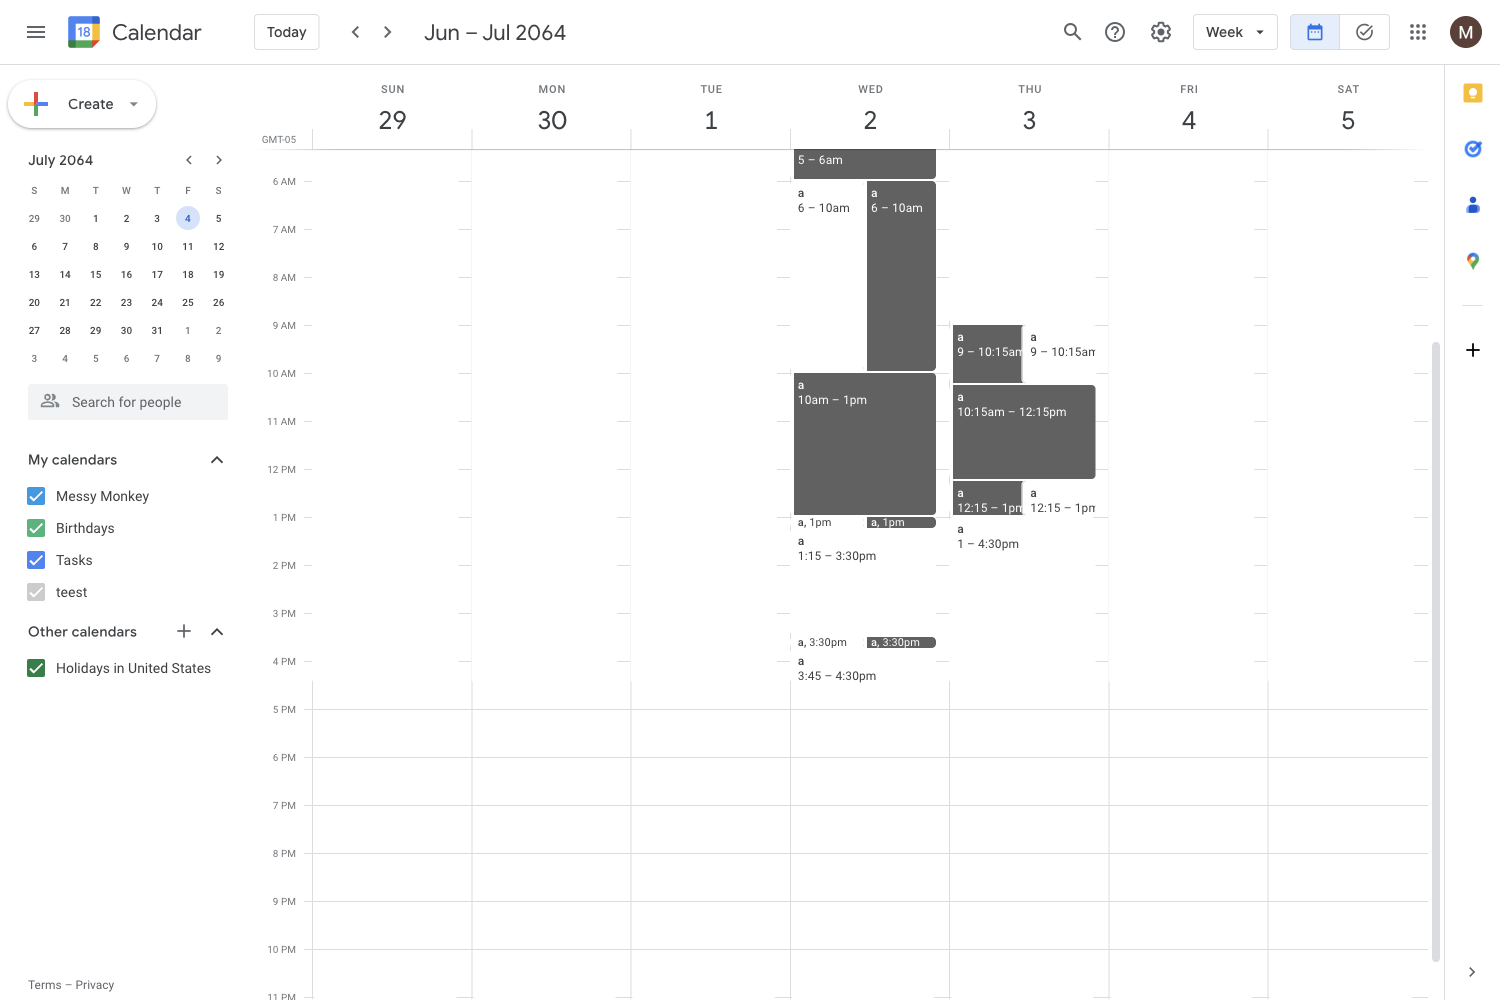 18
Calendar
Today
Jun – Jul 2064
Week
M
Create
July 2064
S M T W T F S
29 30 1 2 3 4 5
6 7 8 9 10 11 12
13 14 15 16 17 18 19
20 21 22 23 24 25 26
27 28 29 30 31 1 2
3 4 5 6 7 8 9
Search for people
My calendars
Messy Monkey
Birthdays
Tasks
teest
Other calendars
Holidays in United States
Terms – Privacy
SUN MON TUE WED THU FRI SAT
29 30 1 2 3 4 5
GMT-05
6 AM
7 AM
8 AM
9 AM
10 AM
11 AM
12 PM
1 PM
2 PM
3 PM
4 PM
5 PM
6 PM
7 PM
8 PM
9 PM
10 PM
11 PM
5 – 6am
a
6 – 10am
a
6 – 10am
a
10am – 1pm
a, 1pm
a, 1pm
a
1:15 – 3:30pm
a, 3:30pm
a, 3:30pm
a
3:45 – 4:30pm
a
9 – 10:15am
a
9 – 10:15am
a
10:15am – 12:15pm
a
12:15 – 1pm
a
12:15 – 1pm
a
1 – 4:30pm